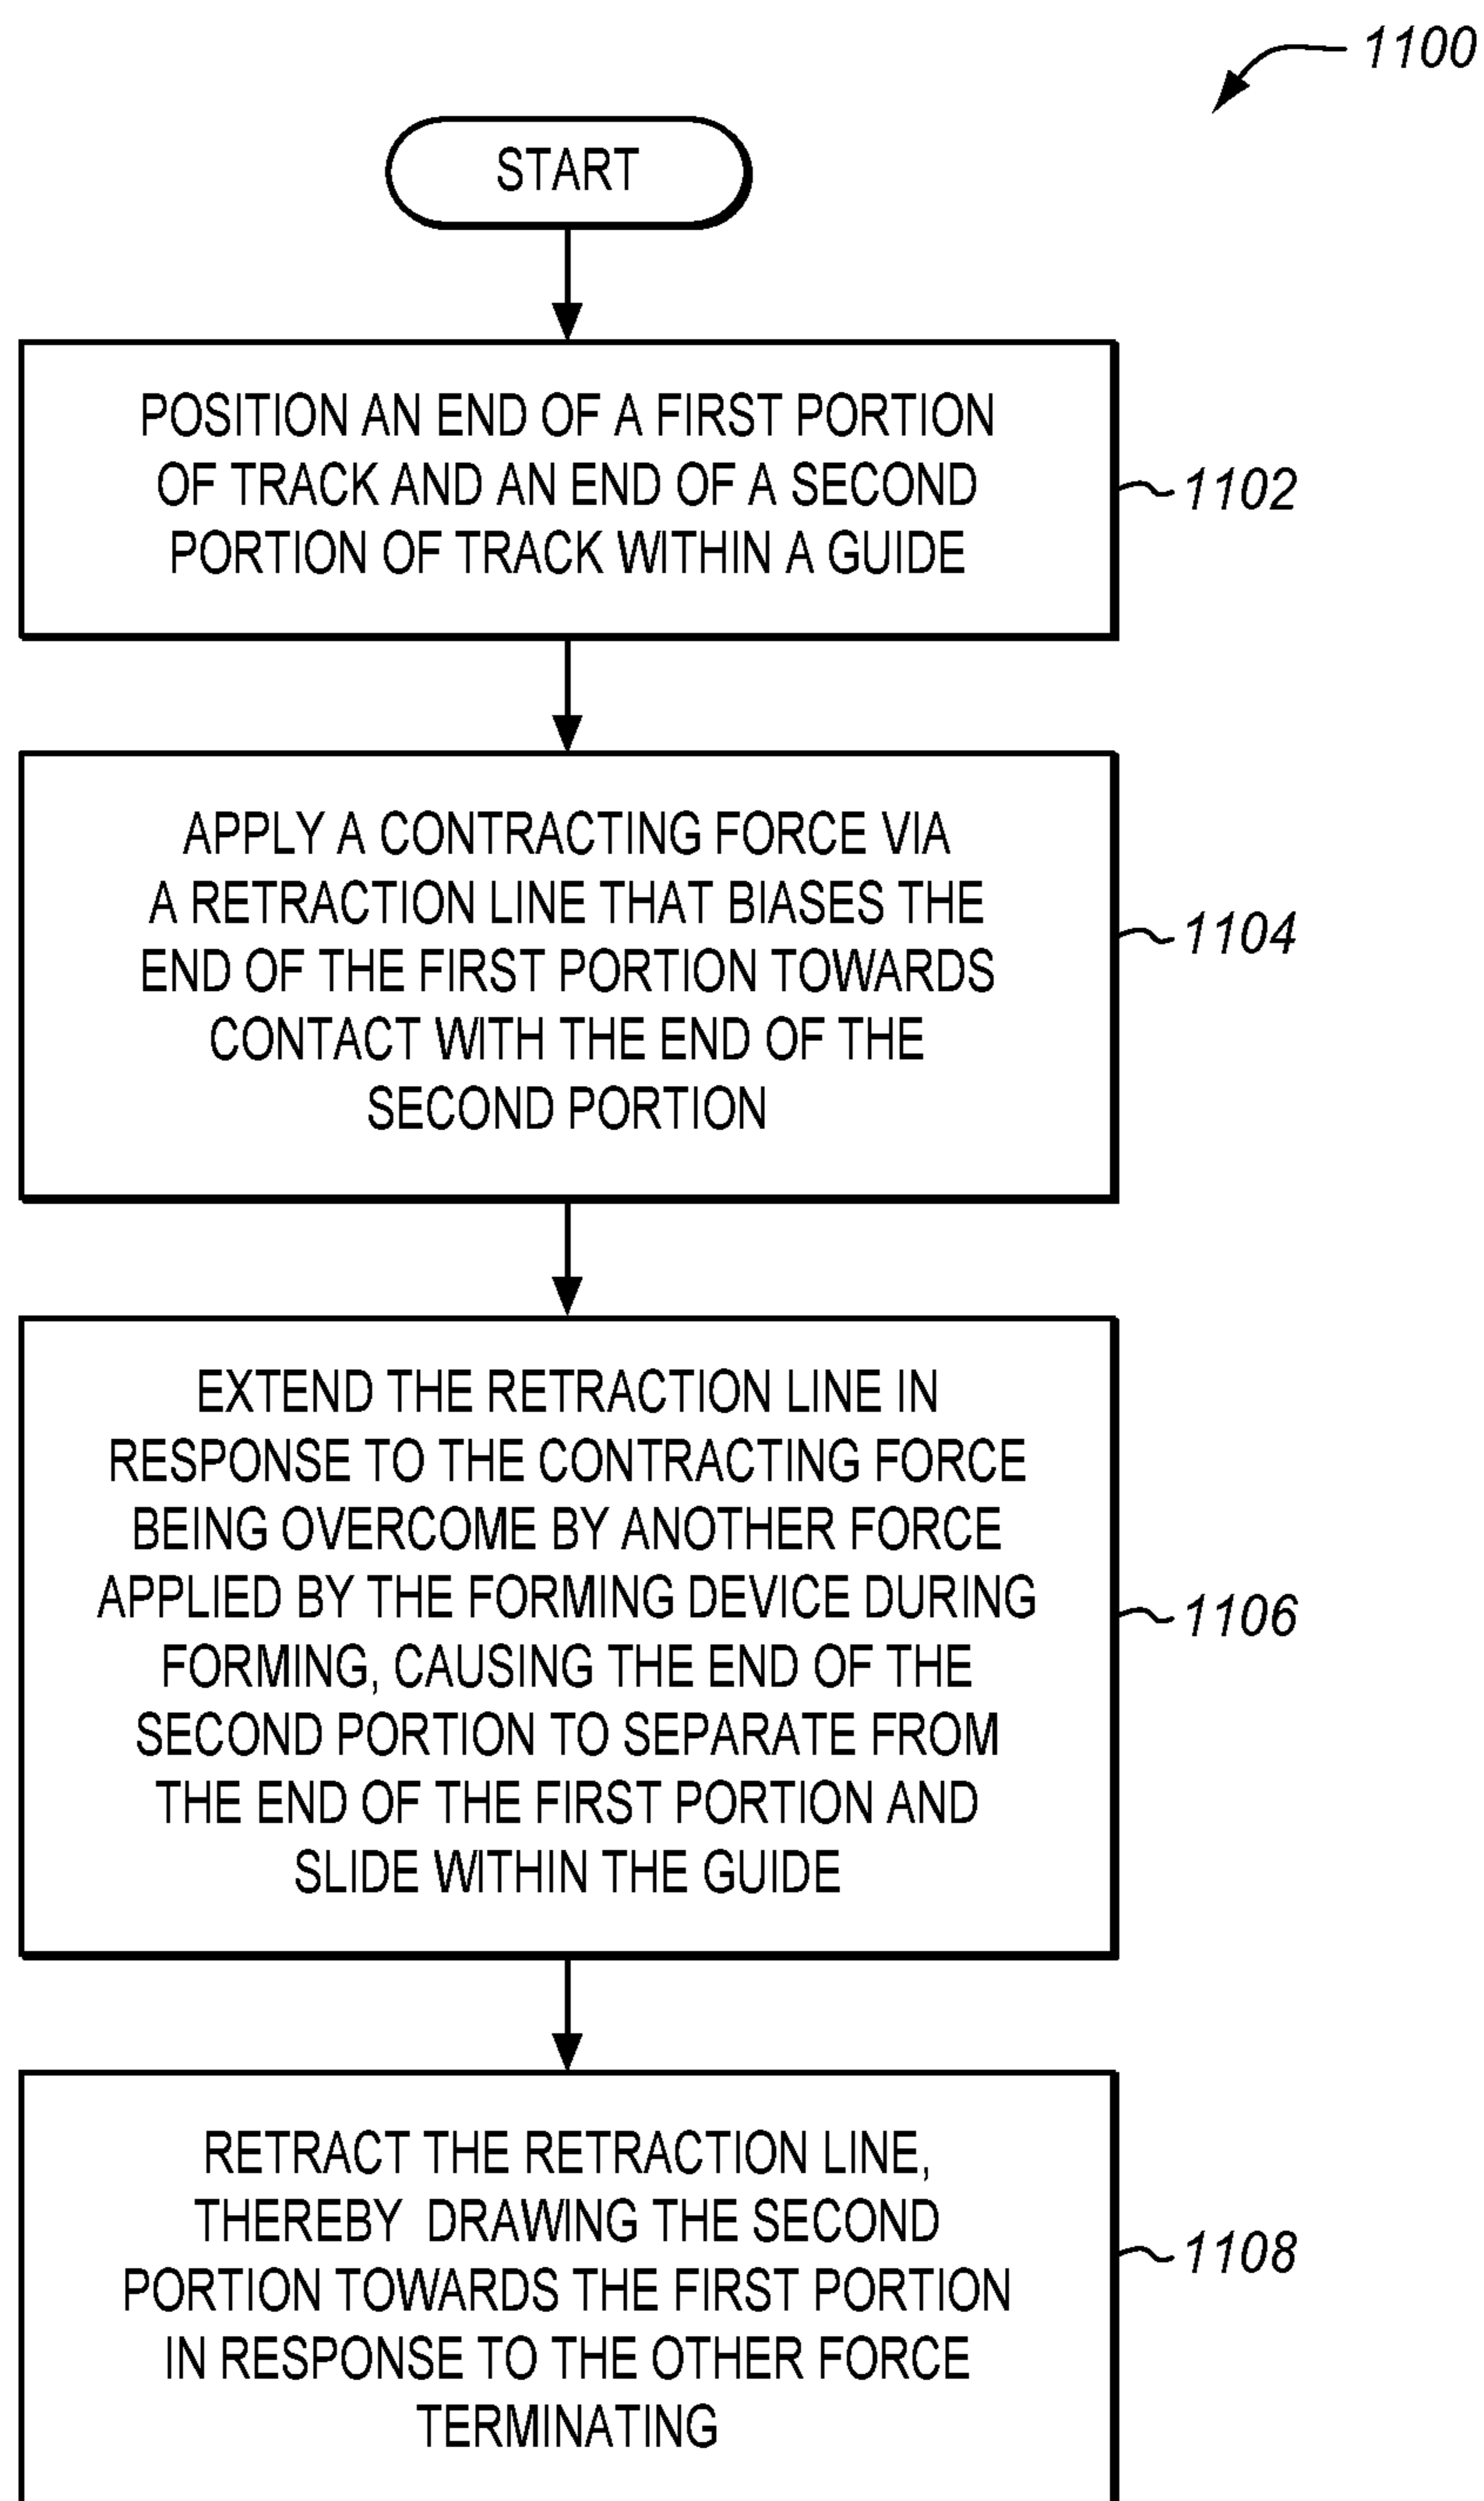 1100
START
POSITION AN END OF A FIRST PORTION
OF TRACK AND AN END OF A SECOND
PORTION OF TRACK WITHIN A GUIDE
1102
APPLY A CONTRACTING FORCE VIA
A RETRACTION LINE THAT BIASES THE
END OF THE FIRST PORTION TOWARDS
CONTACT WITH THE END OF THE
SECOND PORTION
1104
EXTEND THE RETRACTION LINE IN
RESPONSE TO THE CONTRACTING FORCE
BEING OVERCOME BY ANOTHER FORCE
APPLIED BY THE FORMING DEVICE DURING
FORMING, CAUSING THE END OF THE
SECOND PORTION TO SEPARATE FROM
THE END OF THE FIRST PORTION AND
SLIDE WITHIN THE GUIDE
1106
RETRACT THE RETRACTION LINE,
THEREBY DRAWING THE SECOND
PORTION TOWARDS THE FIRST PORTION
IN RESPONSE TO THE OTHER FORCE
TERMINATING
1108